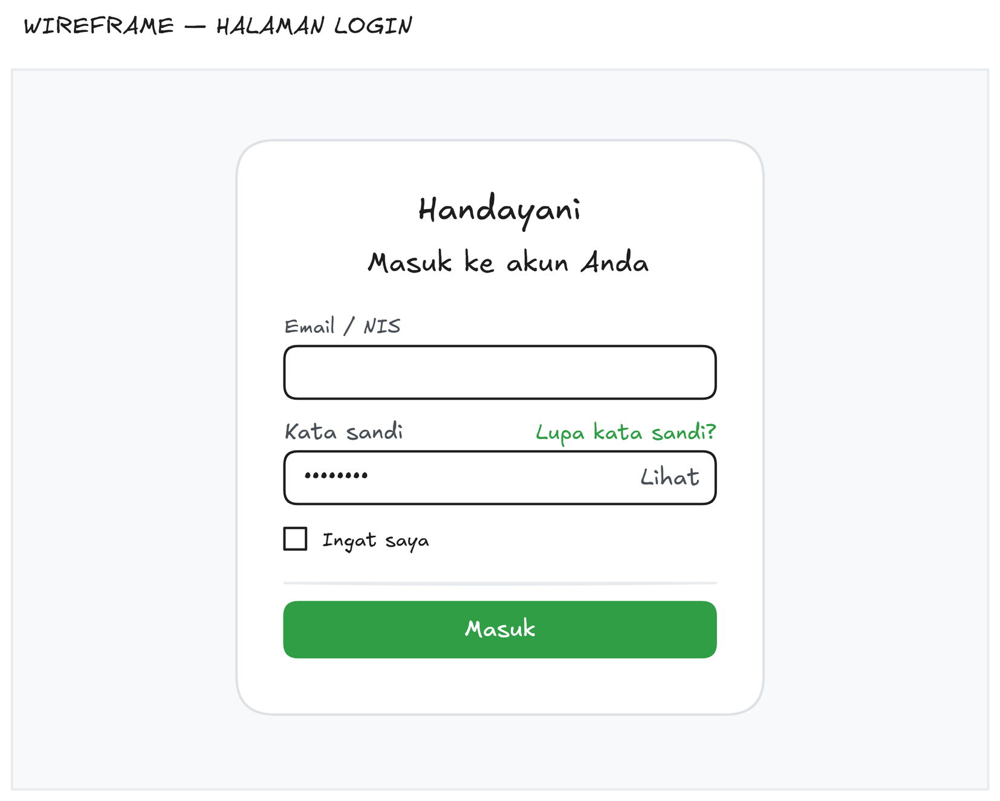 WIREFRAME — HALAMAN LOGIN
Handayani
Masuk ke akun Anda
Email / NIS
Kata sandi
Lupa kata sandi?
••••••••
Lihat
Ingat saya
Masuk